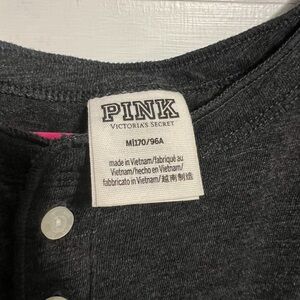 PINK
VICTORIA'S SECRET
M|170/96A
made in Vietnam/fabriqué au
Vietnam/hecho en Vietnam/
fabbricato in Vietnam/越南制造